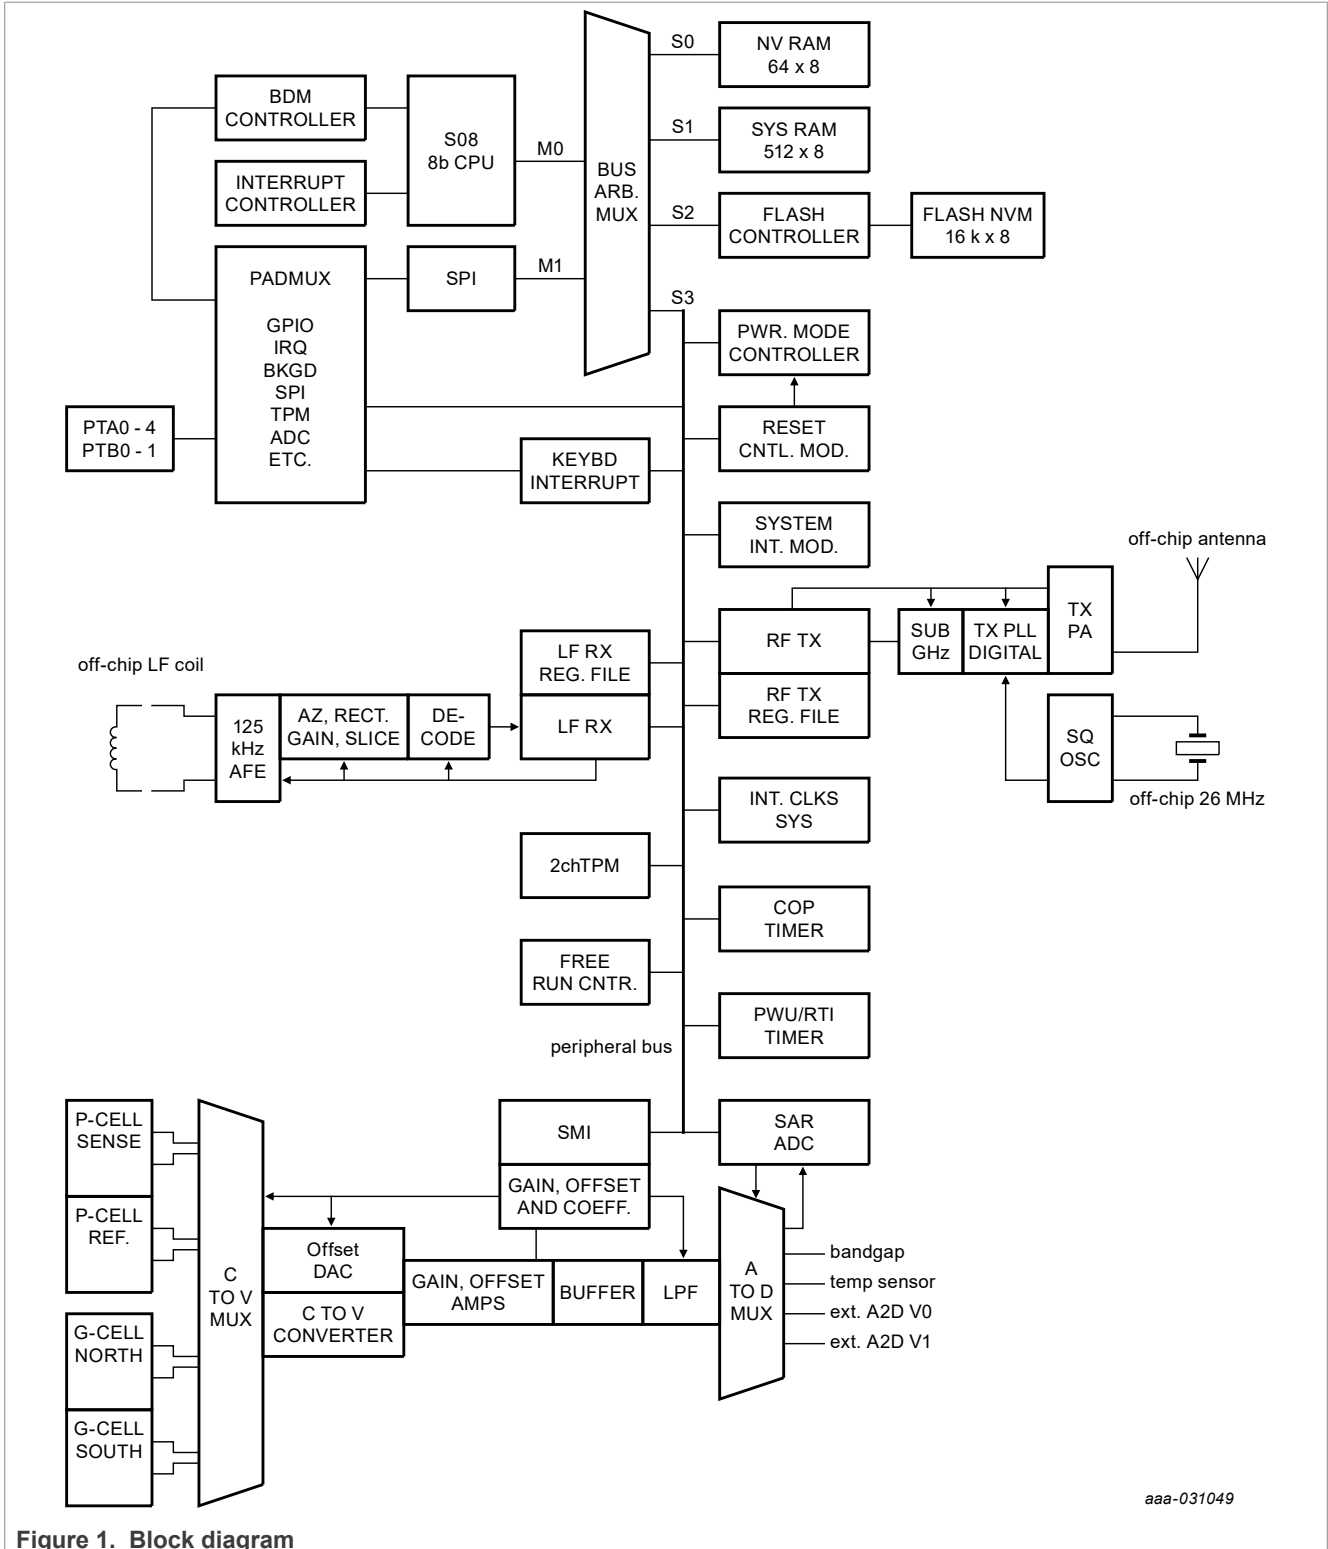 S0
NV RAM
64 x 8
BDM
CONTROLLER
S08
8b CPU
S1
SYS RAM
512 x 8
M0
BUS
ARB.
MUX
INTERRUPT
CONTROLLER
S2
FLASH
CONTROLLER
FLASH NVM
16 k x 8
PADMUX
GPIO
IRQ
BKGD
SPI
TPM
ADC
ETC.
SPI
M1
S3
PWR. MODE
CONTROLLER
PTA0 - 4
PTB0 - 1
RESET
CNTL. MOD.
KEYBD
INTERRUPT
SYSTEM
INT. MOD.
off-chip antenna
TX
PA
RF TX
SUB
GHz
TX PLL
DIGITAL
LF RX
REG. FILE
off-chip LF coil
RF TX
REG. FILE
125
kHz
AFE
AZ, RECT.
GAIN, SLICE
DE-
CODE
LF RX
SQ
OSC
off-chip 26 MHz
INT. CLKS
SYS
2chTPM
COP
TIMER
FREE
RUN CNTR.
PWU/RTI
TIMER
peripheral bus
P-CELL
SENSE
SMI
SAR
ADC
GAIN, OFFSET
AND COEFF.
P-CELL
REF.
C
TO V
MUX
Offset
DAC
GAIN, OFFSET
AMPS
BUFFER
LPF
A
TO D
MUX
bandgap
temp sensor
ext. A2D V0
ext. A2D V1
C TO V
CONVERTER
G-CELL
NORTH
G-CELL
SOUTH
aaa-031049
Figure 1. Block diagram